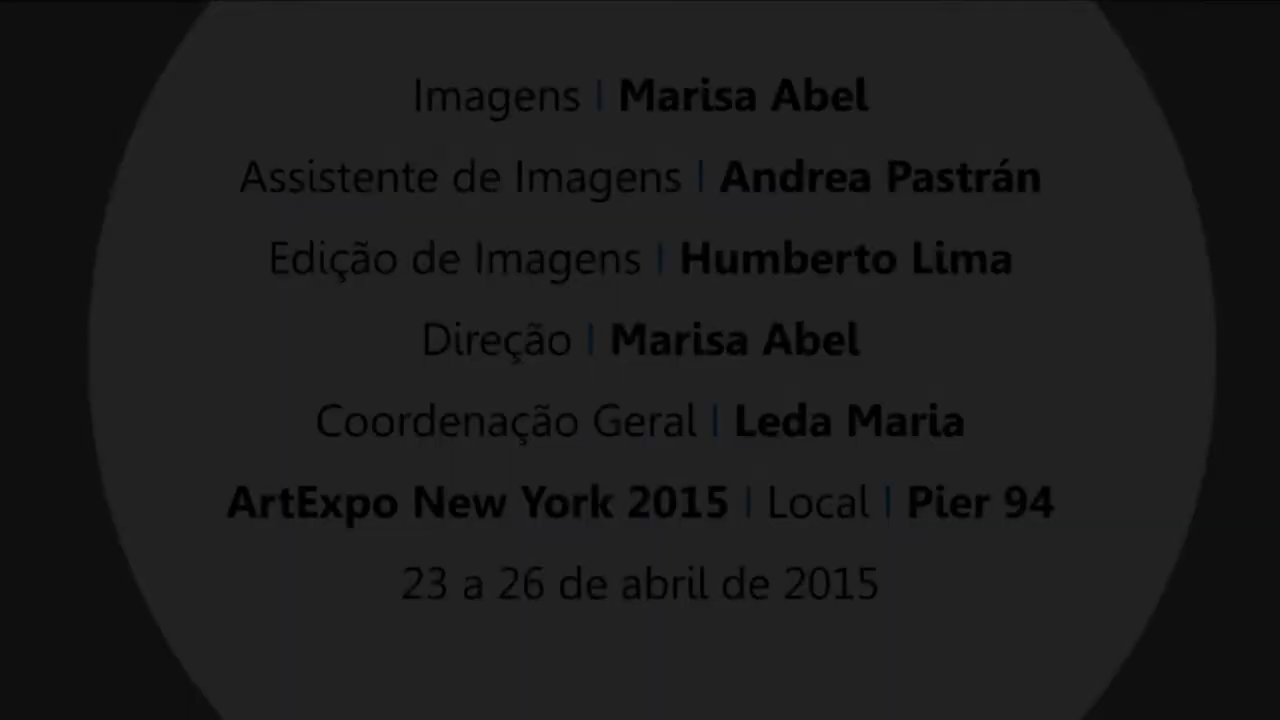 Imagens | Marisa Abel
Assistente de Imagens | Andrea Pastrán
Edição de Imagens | Humberto Lima
Direção | Marisa Abel
Coordenação Geral | Leda Maria
ArtExpo New York 2015 | Local | Pier 94
23 a 26 de abril de 2015